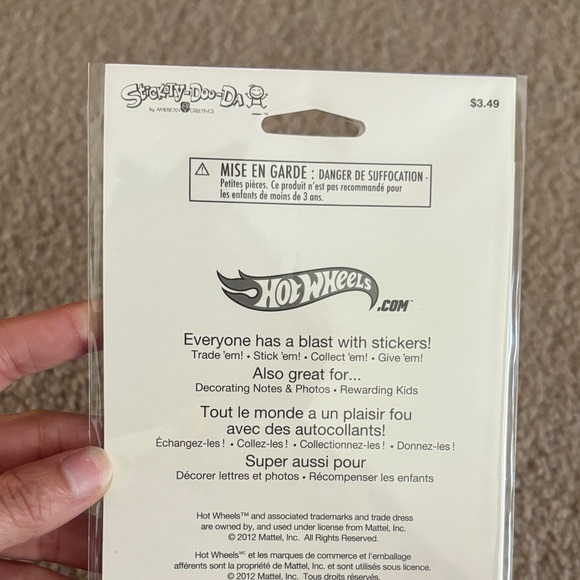 Stick-Ty-Doo-Da
by AMERICAN GREETINGS
$3.49
MISE EN GARDE : DANGER DE SUFFOCATION -
Petites pièces. Ce produit n'est pas recommandé pour
les enfants de moins de 3 ans.
HOT WHEELS
.COM™
Everyone has a blast with stickers!
Trade 'em! • Stick 'em! • Collect 'em! • Give 'em!
Also great for...
Decorating Notes & Photos • Rewarding Kids
Tout le monde a un plaisir fou
avec des autocollants!
Échangez-les ! • Collez-les ! • Collectionnez-les ! • Donnez-les !
Super aussi pour
Décorer lettres et photos • Récompenser les enfants
Hot Wheels™ and associated trademarks and trade dress
are owned by, and used under license from Mattel, Inc.
© 2012 Mattel, Inc. All Rights Reserved.
Hot Wheelsᴹᶜ et les marques de commerce et l'emballage
afférents sont la propriété de Mattel, Inc. et sont utilisés sous licence.
© 2012 Mattel, Inc. Tous droits réservés.